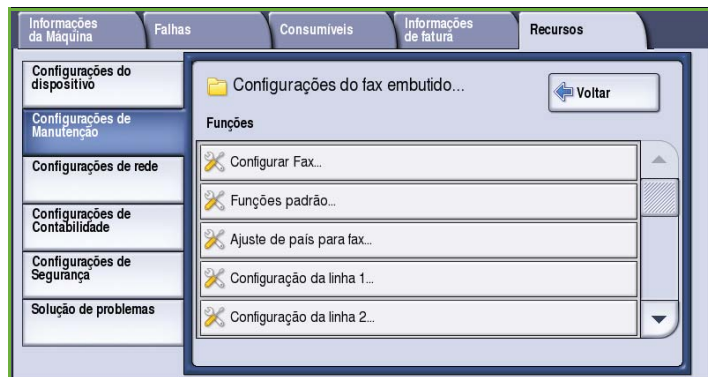 Informações
da Máquina
Falhas
Consumíveis
Informações
de fatura
Recursos
Configurações do
dispositivo
Configurações de
Manutenção
Configurações de rede
Configurações de
Contabilidade
Configurações de
Segurança
Solução de problemas
Configurações do fax embutido...
Voltar
Funções
Configurar Fax...
Funções padrão...
Ajuste de país para fax...
Configuração da linha 1...
Configuração da linha 2...